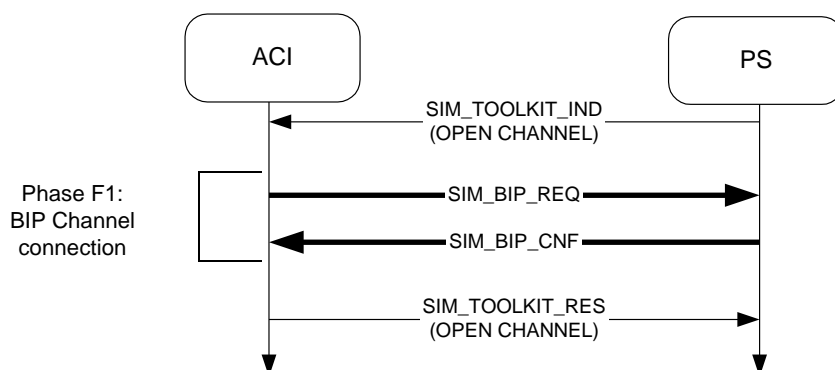 ACI
PS
SIM_TOOLKIT_IND
(OPEN CHANNEL)
Phase F1:
BIP Channel
connection
SIM_BIP_REQ
SIM_BIP_CNF
SIM_TOOLKIT_RES
(OPEN CHANNEL)